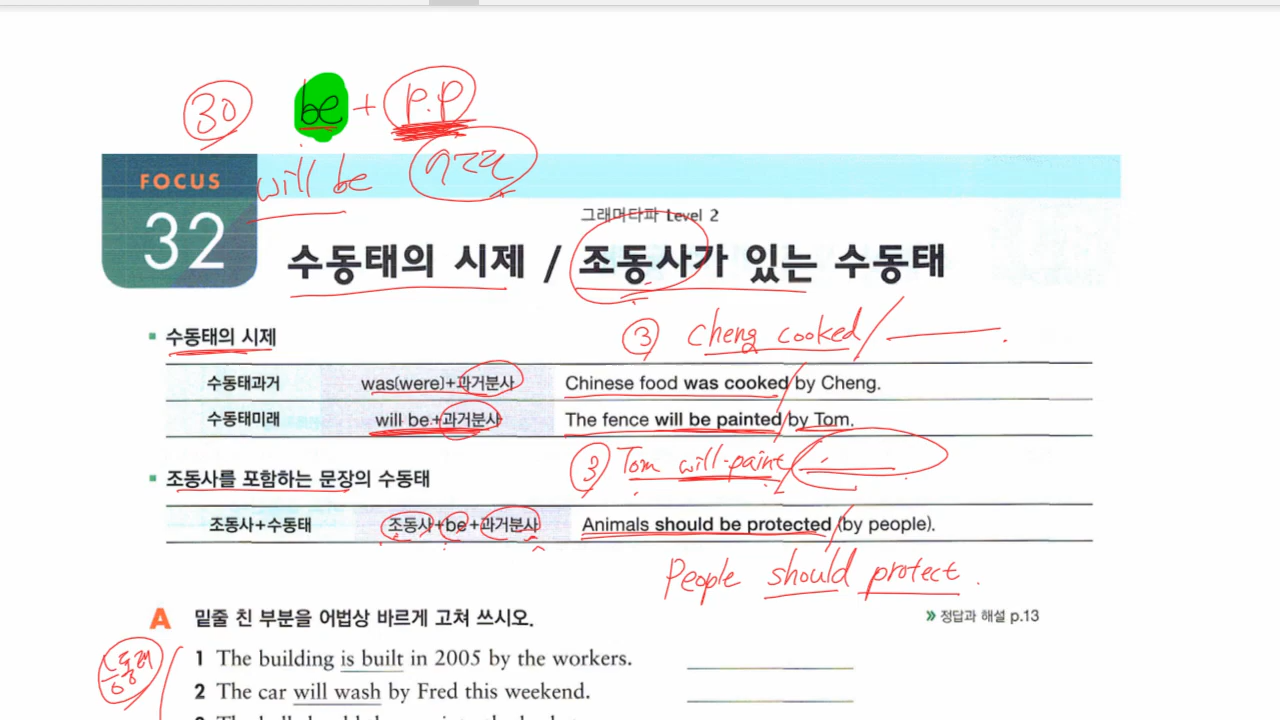 30 be + p.p
FOCUS will be
32
그래머타파 Level 2
수동태의 시제 / 조동사가 있는 수동태
수동태의 시제 ③ Cheng cooked / .
수동태과거 was(were)+과거분사 Chinese food was cooked / by Cheng.
수동태미래 will be+과거분사 The fence will be painted / by Tom.
③ Tom will paint /
조동사를 포함하는 문장의 수동태
조동사+수동태 조동사+be+과거분사 Animals should be protected / (by people).
People should protect .
A 밑줄 친 부분을 어법상 바르게 고쳐 쓰시오. » 정답과 해설 p.13
수동태
1 The building is built in 2005 by the workers.
2 The car will wash by Fred this weekend.